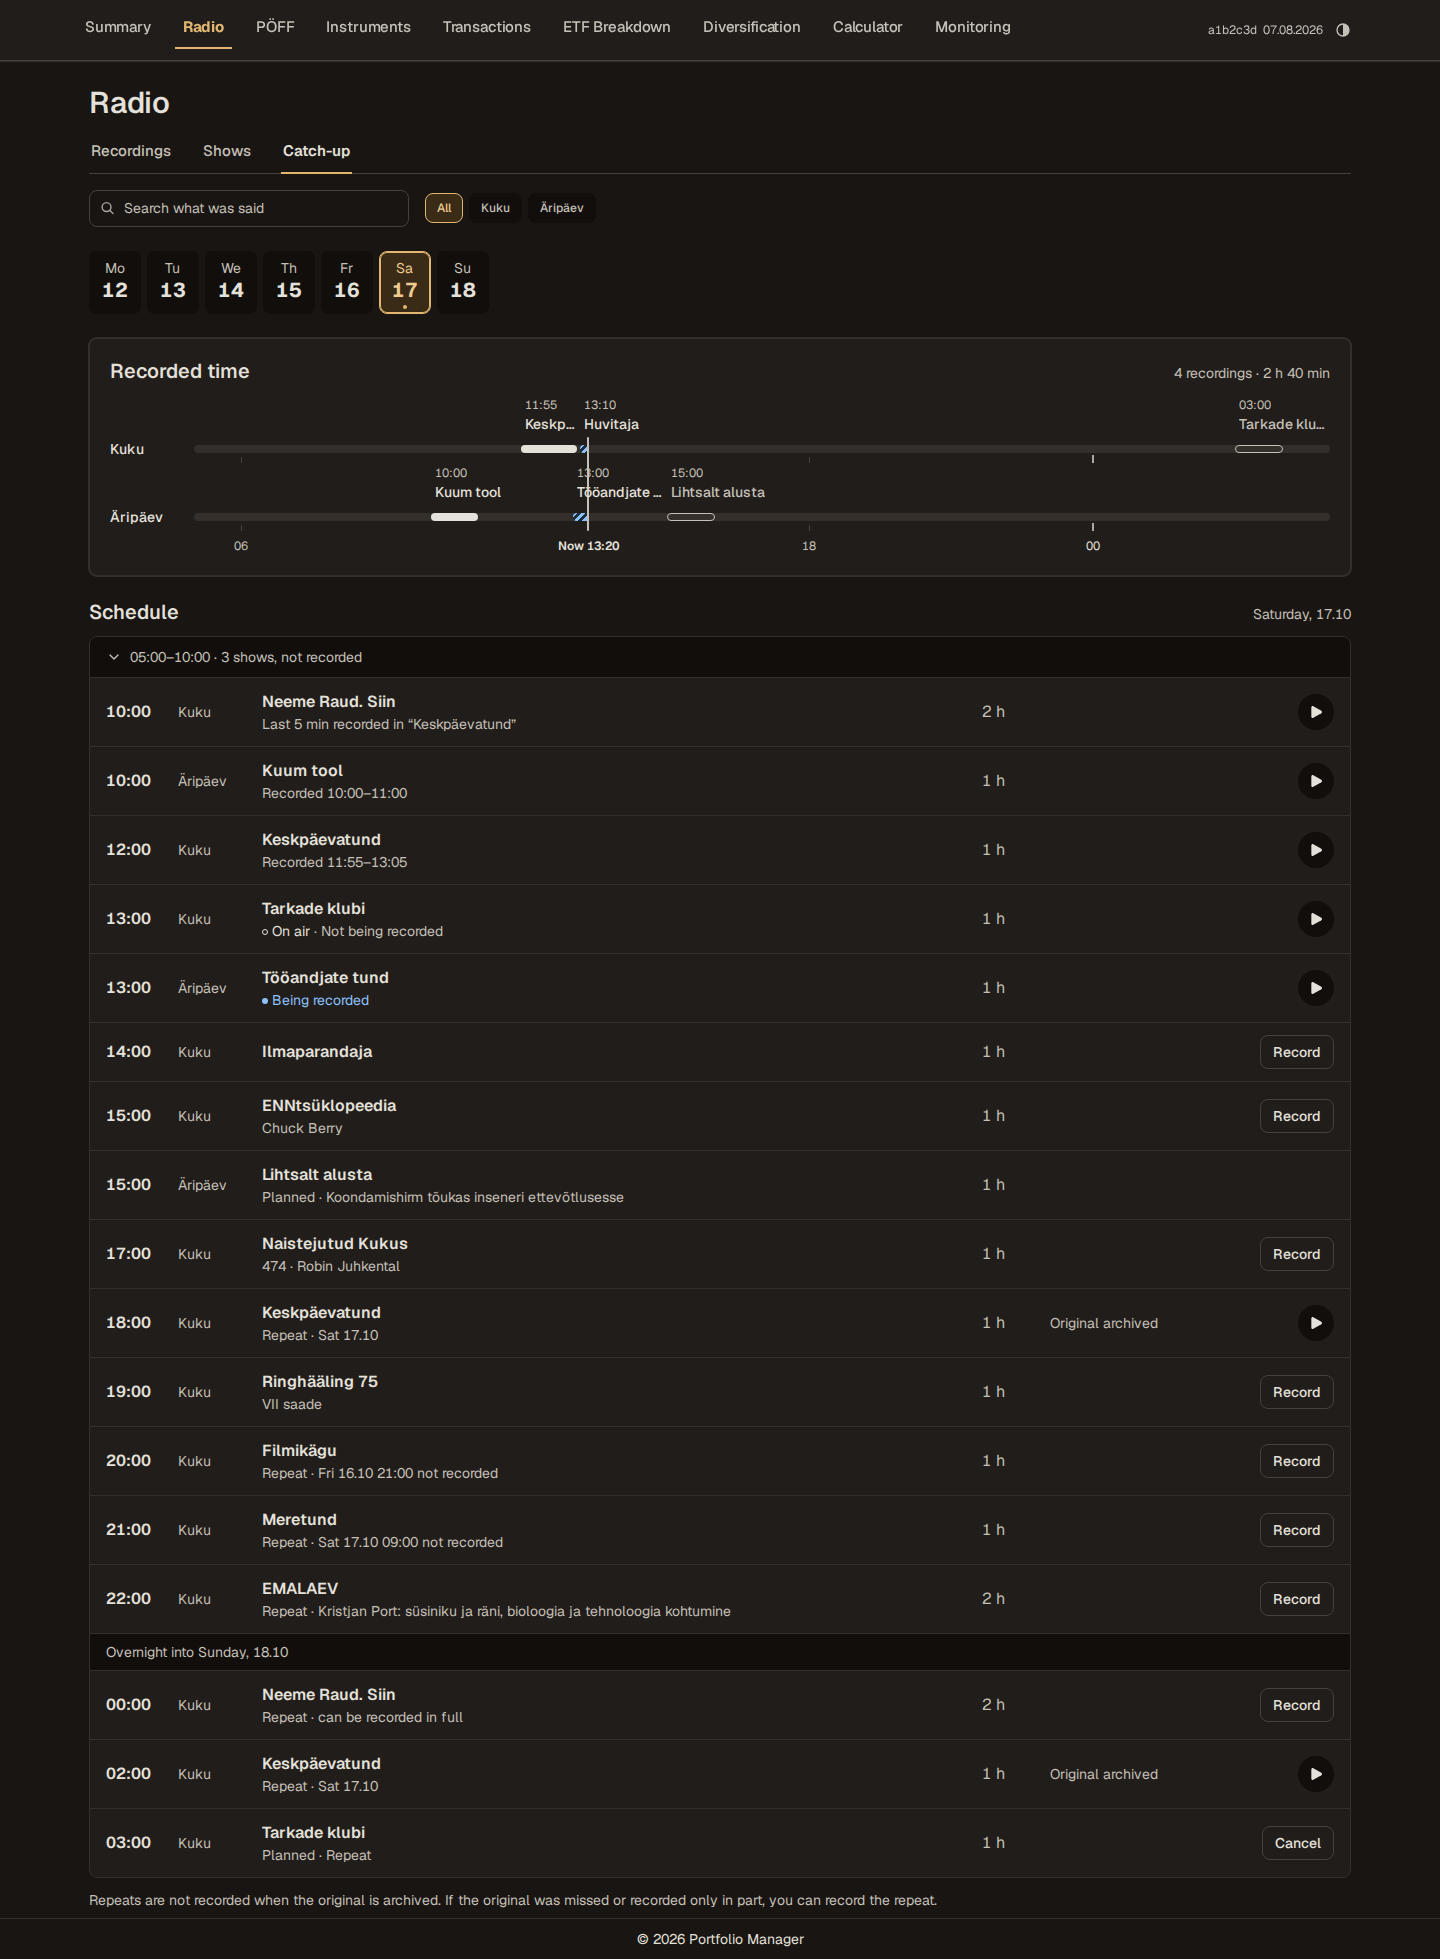 Summary Radio PÖFF Instruments Transactions ETF Breakdown Diversification Calculator Monitoring a1b2c3d 07.08.2026
Radio
Recordings Shows Catch-up
Search what was said All Kuku Äripäev
Mo Tu We Th Fr Sa Su
12 13 14 15 16 17 18
Recorded time 4 recordings · 2 h 40 min
11:55 13:10 03:00
Keskp... Huvitaja Tarkade klu...
Kuku
10:00 13:00 15:00
Kuum tool Tööandjate ... Lihtsalt alusta
Äripäev
06 Now 13:20 18 00
Schedule Saturday, 17.10
05:00–10:00 · 3 shows, not recorded
10:00 Kuku Neeme Raud. Siin 2 h
Last 5 min recorded in “Keskpäevatund”
10:00 Äripäev Kuum tool 1 h
Recorded 10:00–11:00
12:00 Kuku Keskpäevatund 1 h
Recorded 11:55–13:05
13:00 Kuku Tarkade klubi 1 h
On air · Not being recorded
13:00 Äripäev Tööandjate tund 1 h
Being recorded
14:00 Kuku Ilmaparandaja 1 h Record
15:00 Kuku ENNtsüklopeedia 1 h Record
Chuck Berry
15:00 Äripäev Lihtsalt alusta 1 h
Planned · Koondamishirm tõukas inseneri ettevõtlusesse
17:00 Kuku Naistejutud Kukus 1 h Record
474 · Robin Juhkental
18:00 Kuku Keskpäevatund 1 h Original archived
Repeat · Sat 17.10
19:00 Kuku Ringhääling 75 1 h Record
VII saade
20:00 Kuku Filmikägu 1 h Record
Repeat · Fri 16.10 21:00 not recorded
21:00 Kuku Meretund 1 h Record
Repeat · Sat 17.10 09:00 not recorded
22:00 Kuku EMALAEV 2 h Record
Repeat · Kristjan Port: süsiniku ja räni, bioloogia ja tehnoloogia kohtumine
Overnight into Sunday, 18.10
00:00 Kuku Neeme Raud. Siin 2 h Record
Repeat · can be recorded in full
02:00 Kuku Keskpäevatund 1 h Original archived
Repeat · Sat 17.10
03:00 Kuku Tarkade klubi 1 h Cancel
Planned · Repeat
Repeats are not recorded when the original is archived. If the original was missed or recorded only in part, you can record the repeat.
© 2026 Portfolio Manager